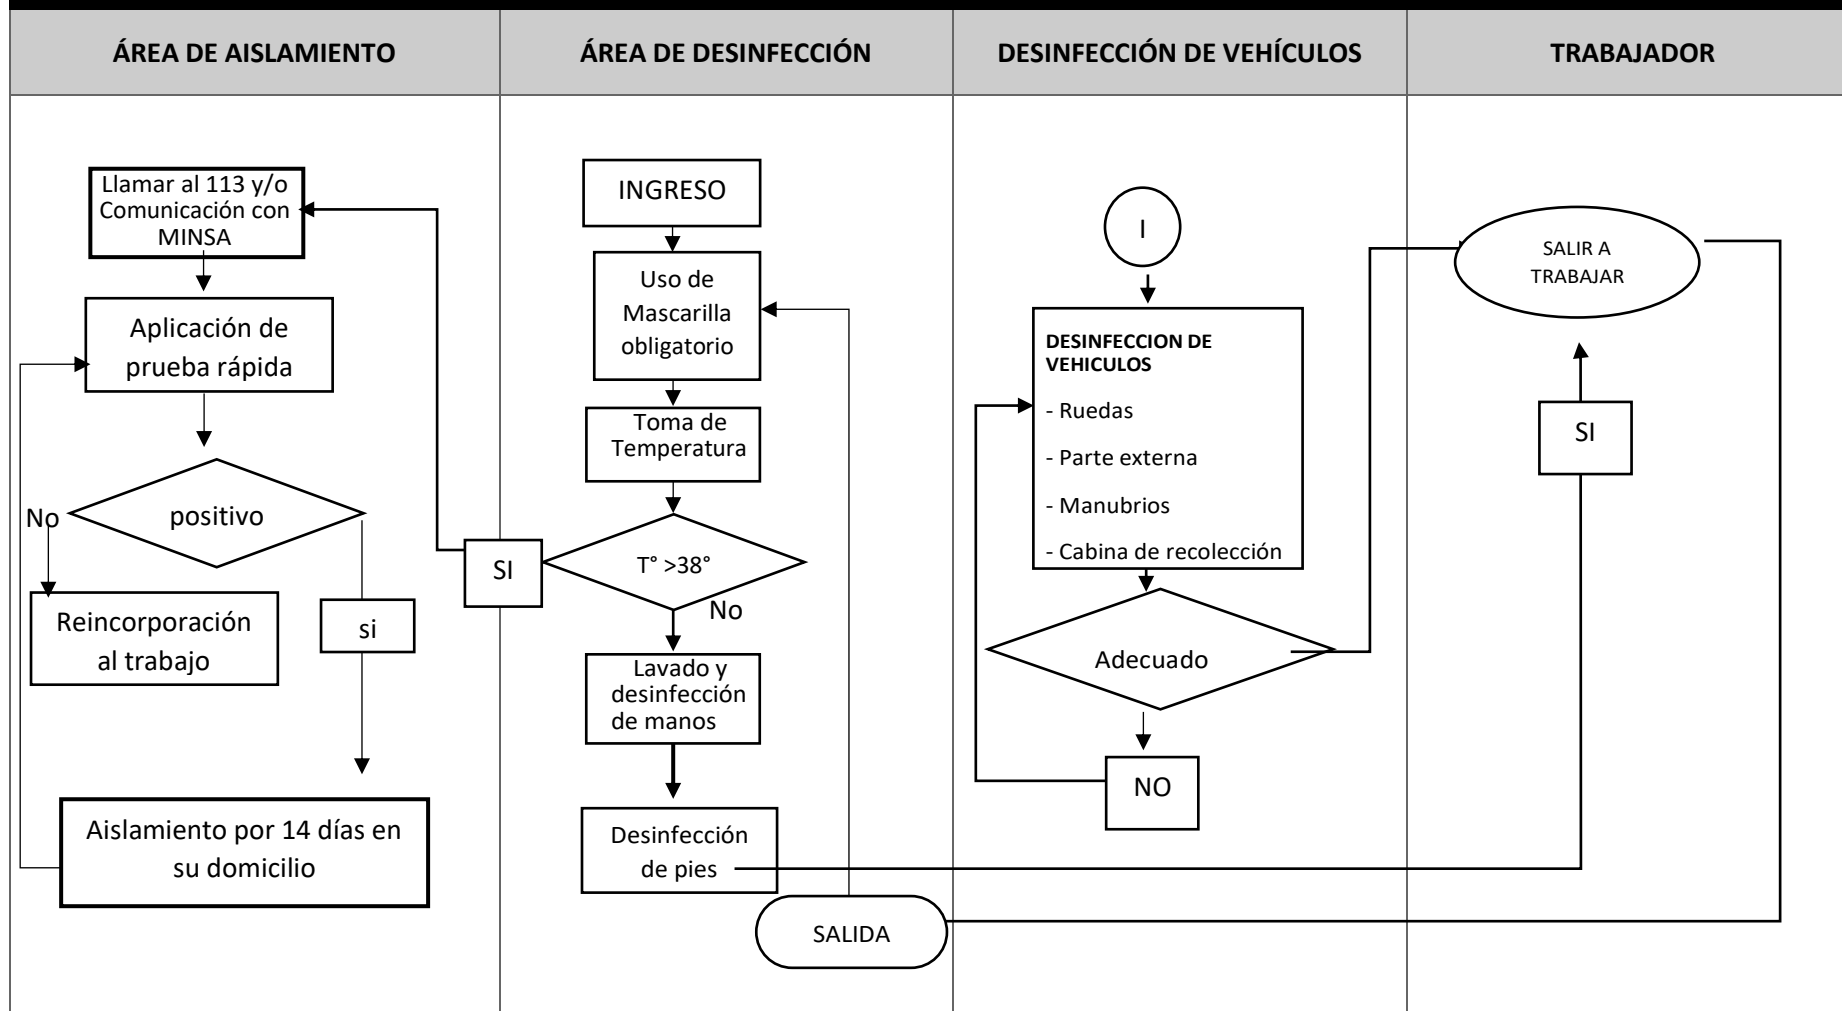 ÁREA DE AISLAMIENTO
ÁREA DE DESINFECCIÓN
DESINFECCIÓN DE VEHÍCULOS
TRABAJADOR
Llamar al 113 y/o
Comunicación con
MINSA
Aplicación de
prueba rápida
positivo
No
Reincorporación
al trabajo
si
Aislamiento por 14 días en
su domicilio
INGRESO
Uso de
Mascarilla
obligatorio
Toma de
Temperatura
SI
T° >38°
No
Lavado y
desinfección
de manos
Desinfección
de pies
SALIDA
I
DESINFECCION DE
VEHICULOS
- Ruedas
- Parte externa
- Manubrios
- Cabina de recolección
Adecuado
NO
SALIR A
TRABAJAR
SI